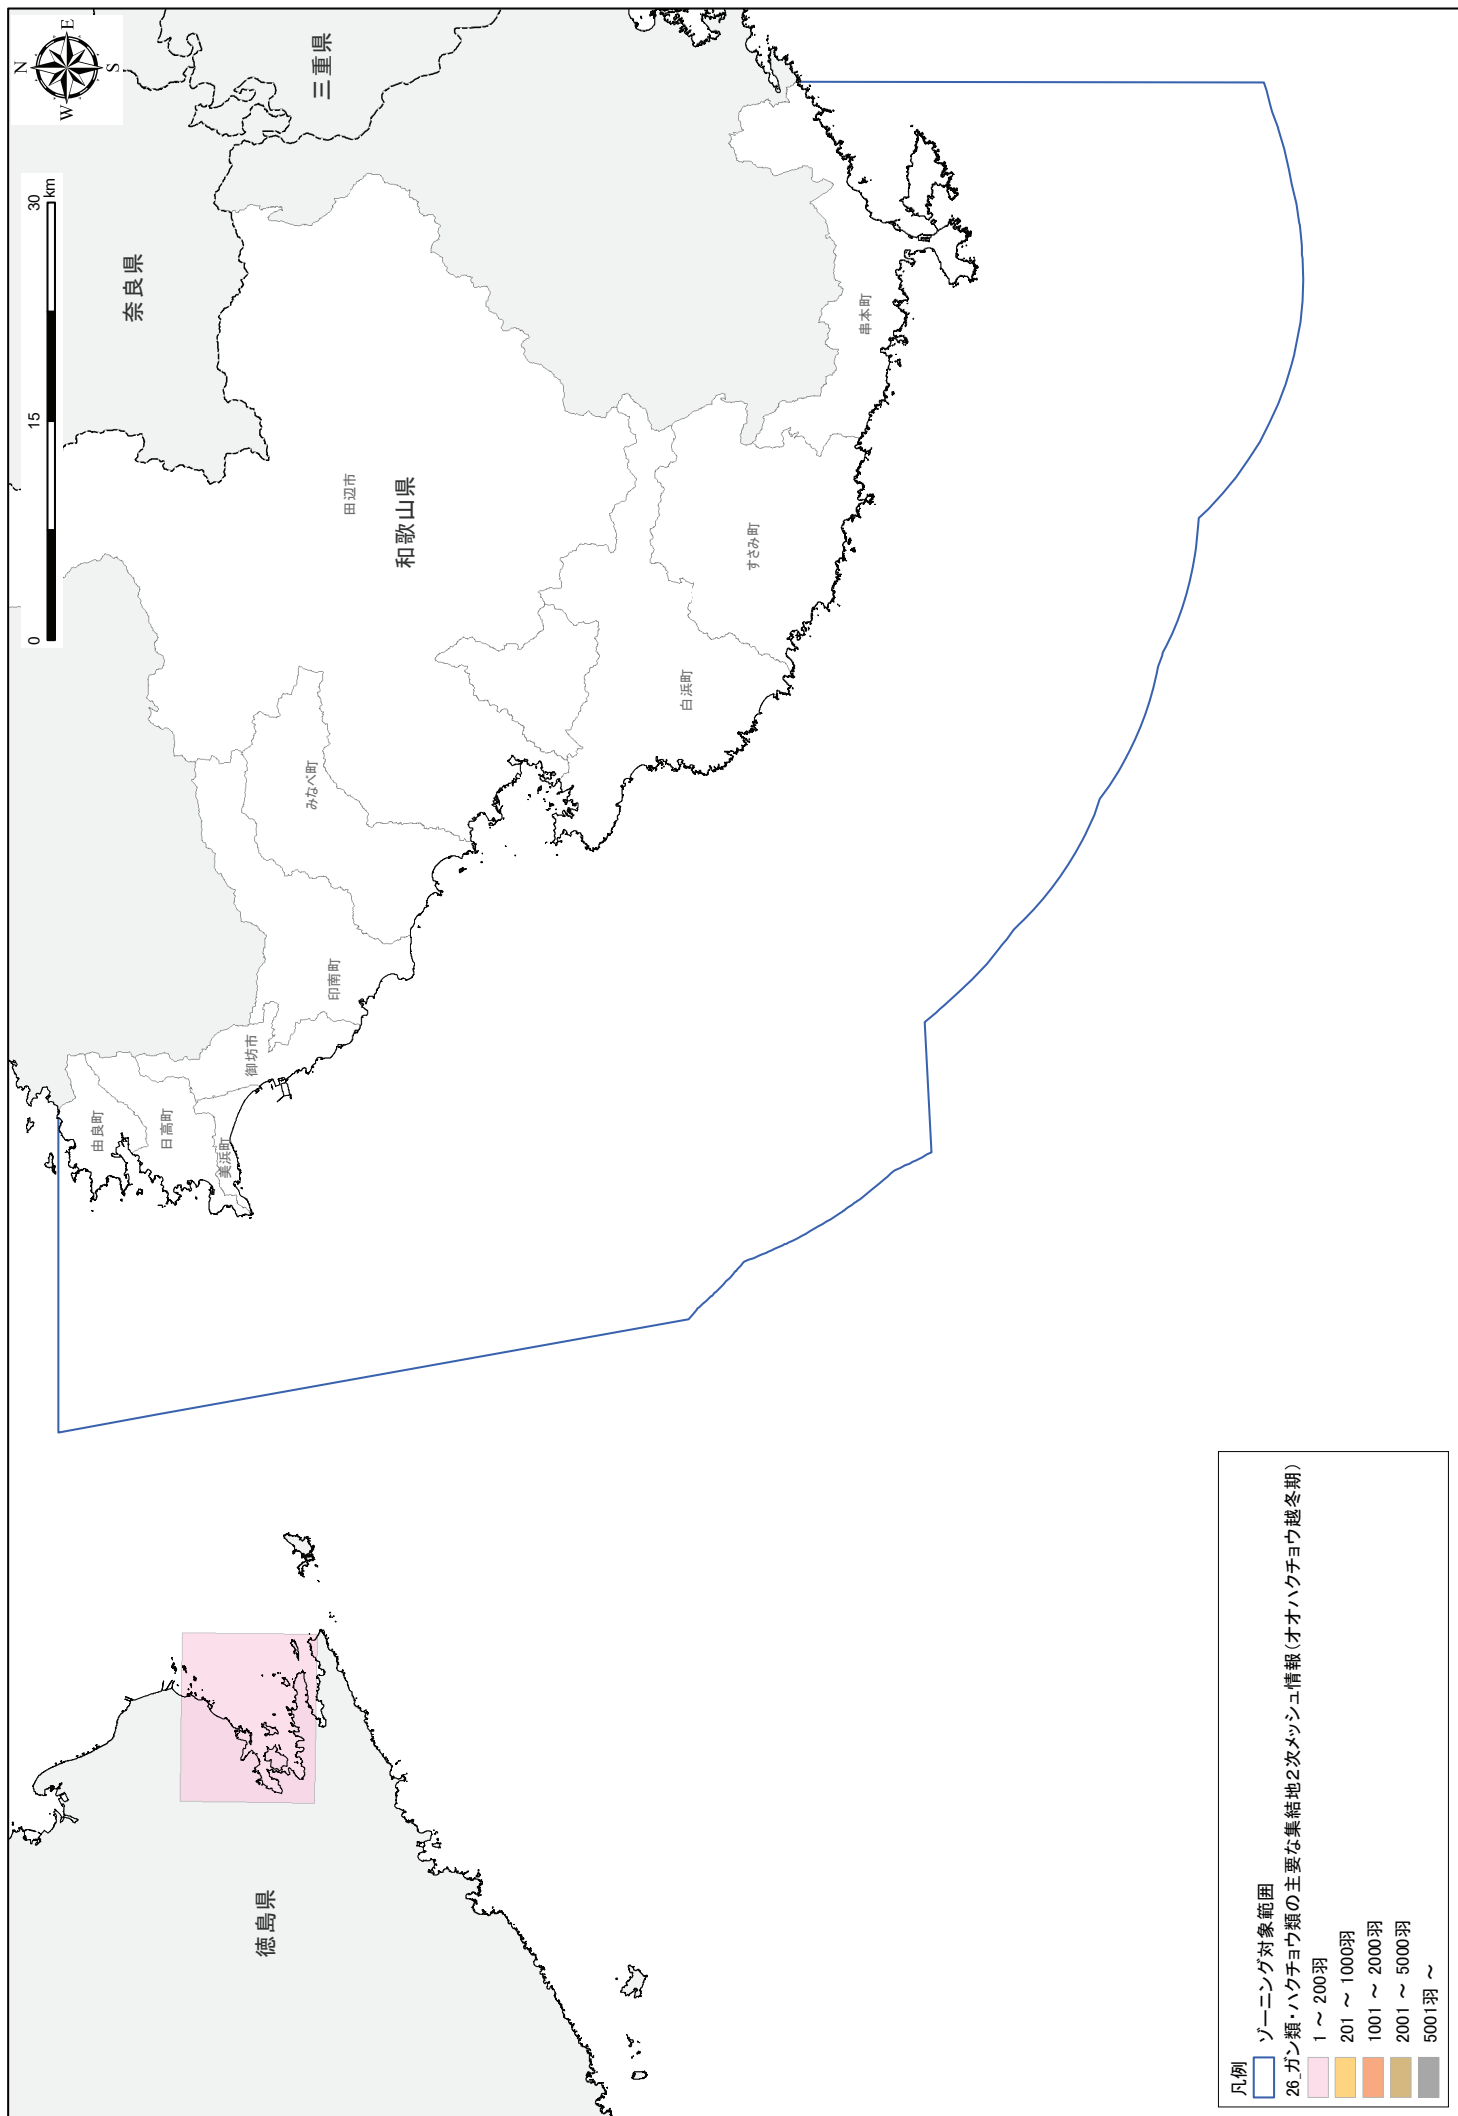 N
W
E
S
0
15
30
km
奈良県
三重県
和歌山県
徳島県
田辺市
みなべ町
印南町
御坊市
由良町
日高町
美浜町
白浜町
すさみ町
串本町
凡例
ゾーニング対象範囲
26_ガン類・ハクチョウ類の主要な集結地2次メッシュ情報(オオハクチョウ越冬期)
1 ～ 200羽
201 ～ 1000羽
1001 ～ 2000羽
2001 ～ 5000羽
5001羽 ～